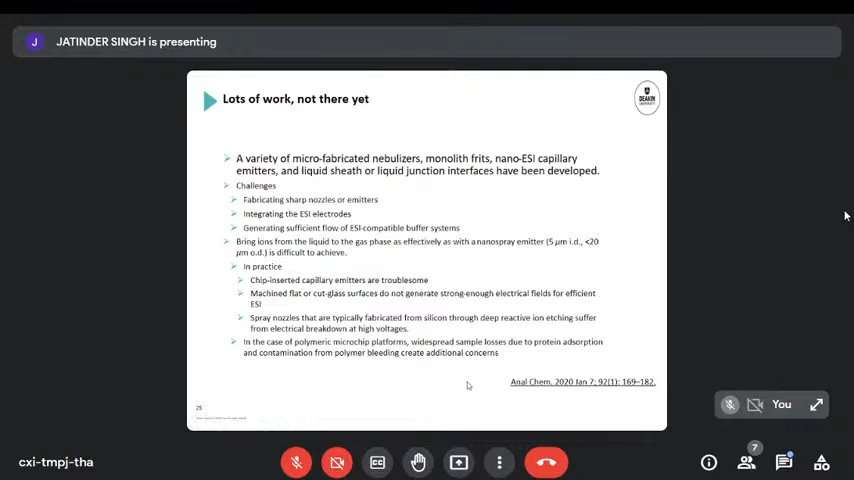 J JATINDER SINGH is presenting
Lots of work, not there yet
DEAKIN
UNIVERSITY
A variety of micro-fabricated nebulizers, monolith frits, nano-ESI capillary
emitters, and liquid sheath or liquid junction interfaces have been developed.
Challenges
Fabricating sharp nozzles or emitters
Integrating the ESI electrodes
Generating sufficient flow of ESI-compatible buffer systems
Bring ions from the liquid to the gas phase as effectively as with a nanospray emitter (5 μm i.d., <20
μm o.d.) is difficult to achieve.
In practice
Chip-inserted capillary emitters are troublesome
Machined flat or cut-glass surfaces do not generate strong-enough electrical fields for efficient
ESI
Spray nozzles that are typically fabricated from silicon through deep reactive ion etching suffer
from electrical breakdown at high voltages.
In the case of polymeric microchip platforms, widespread sample losses due to protein adsorption
and contamination from polymer bleeding create additional concerns
Anal Chem. 2020 Jan 7; 92(1): 169–182.
25
You
7
cxi-tmpj-tha
CC